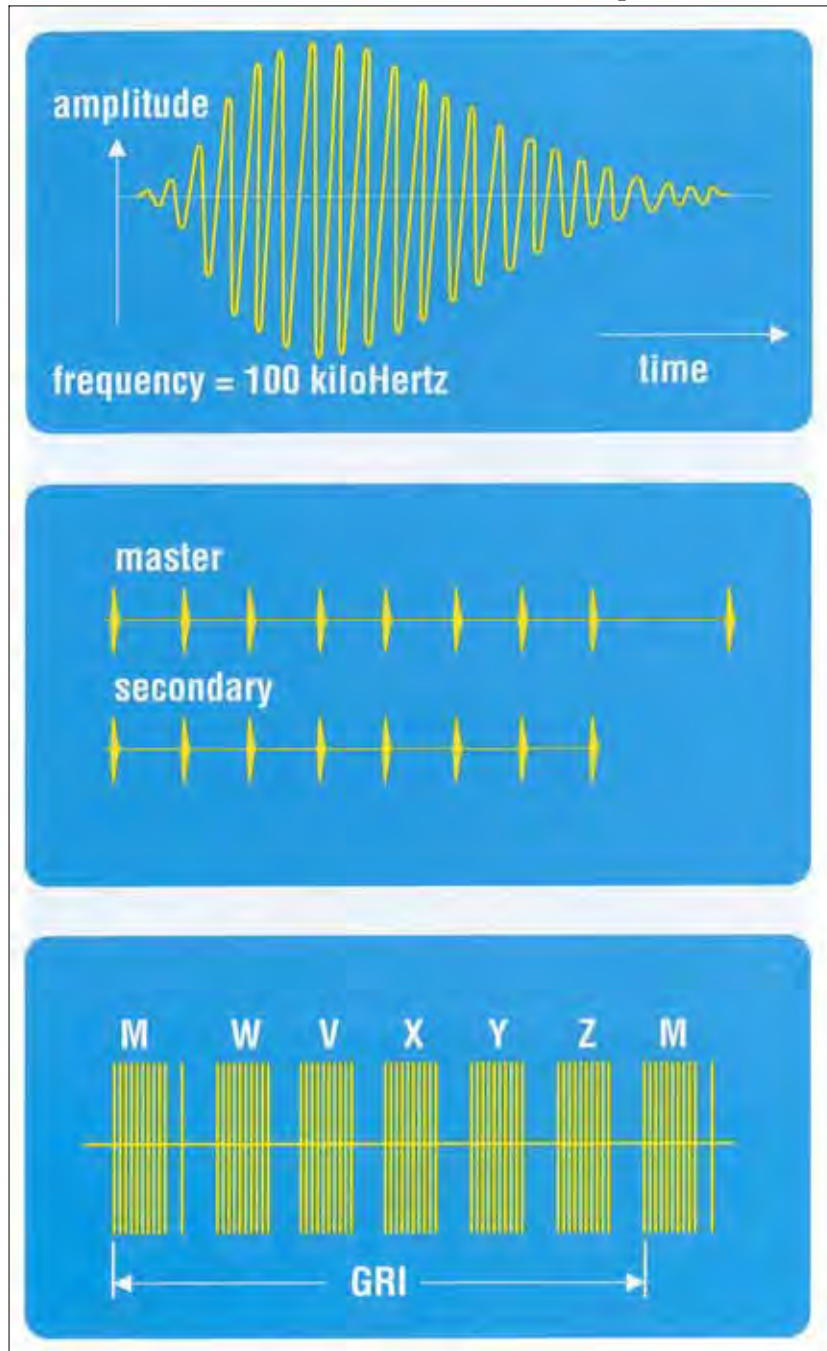 amplitude
time
frequency = 100 kiloHertz
master
secondary
M W V X Y Z M
GRI